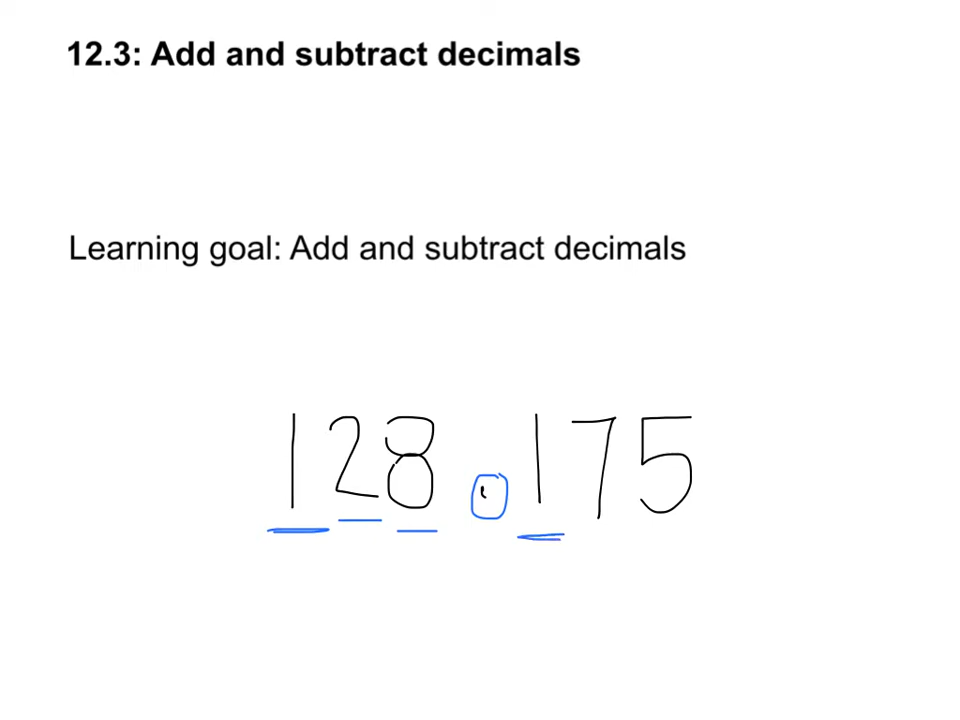 12.3: Add and subtract decimals
Learning goal: Add and subtract decimals
128.175